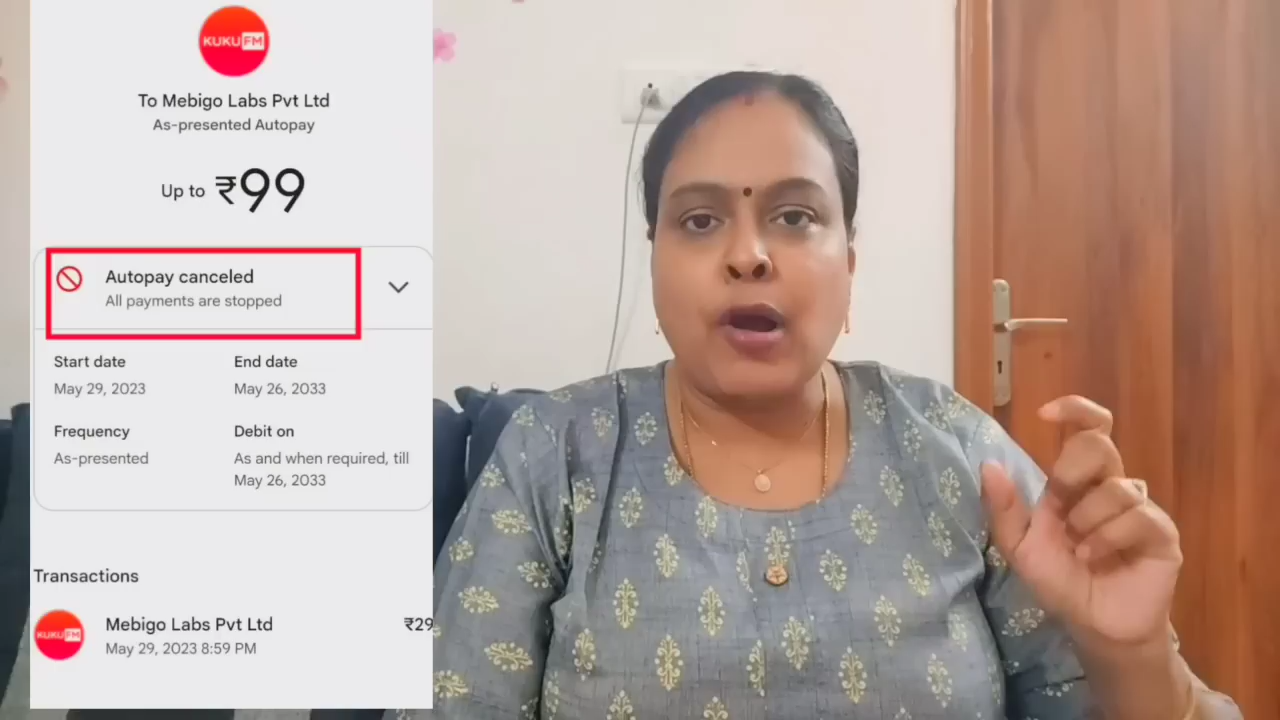 KUKU FM
To Mebigo Labs Pvt Ltd
As-presented Autopay
Up to ₹99
Autopay canceled
All payments are stopped
Start date End date
May 29, 2023 May 26, 2033
Frequency Debit on
As-presented As and when required, till
May 26, 2033
Transactions
KUKU FM
Mebigo Labs Pvt Ltd ₹29
May 29, 2023 8:59 PM